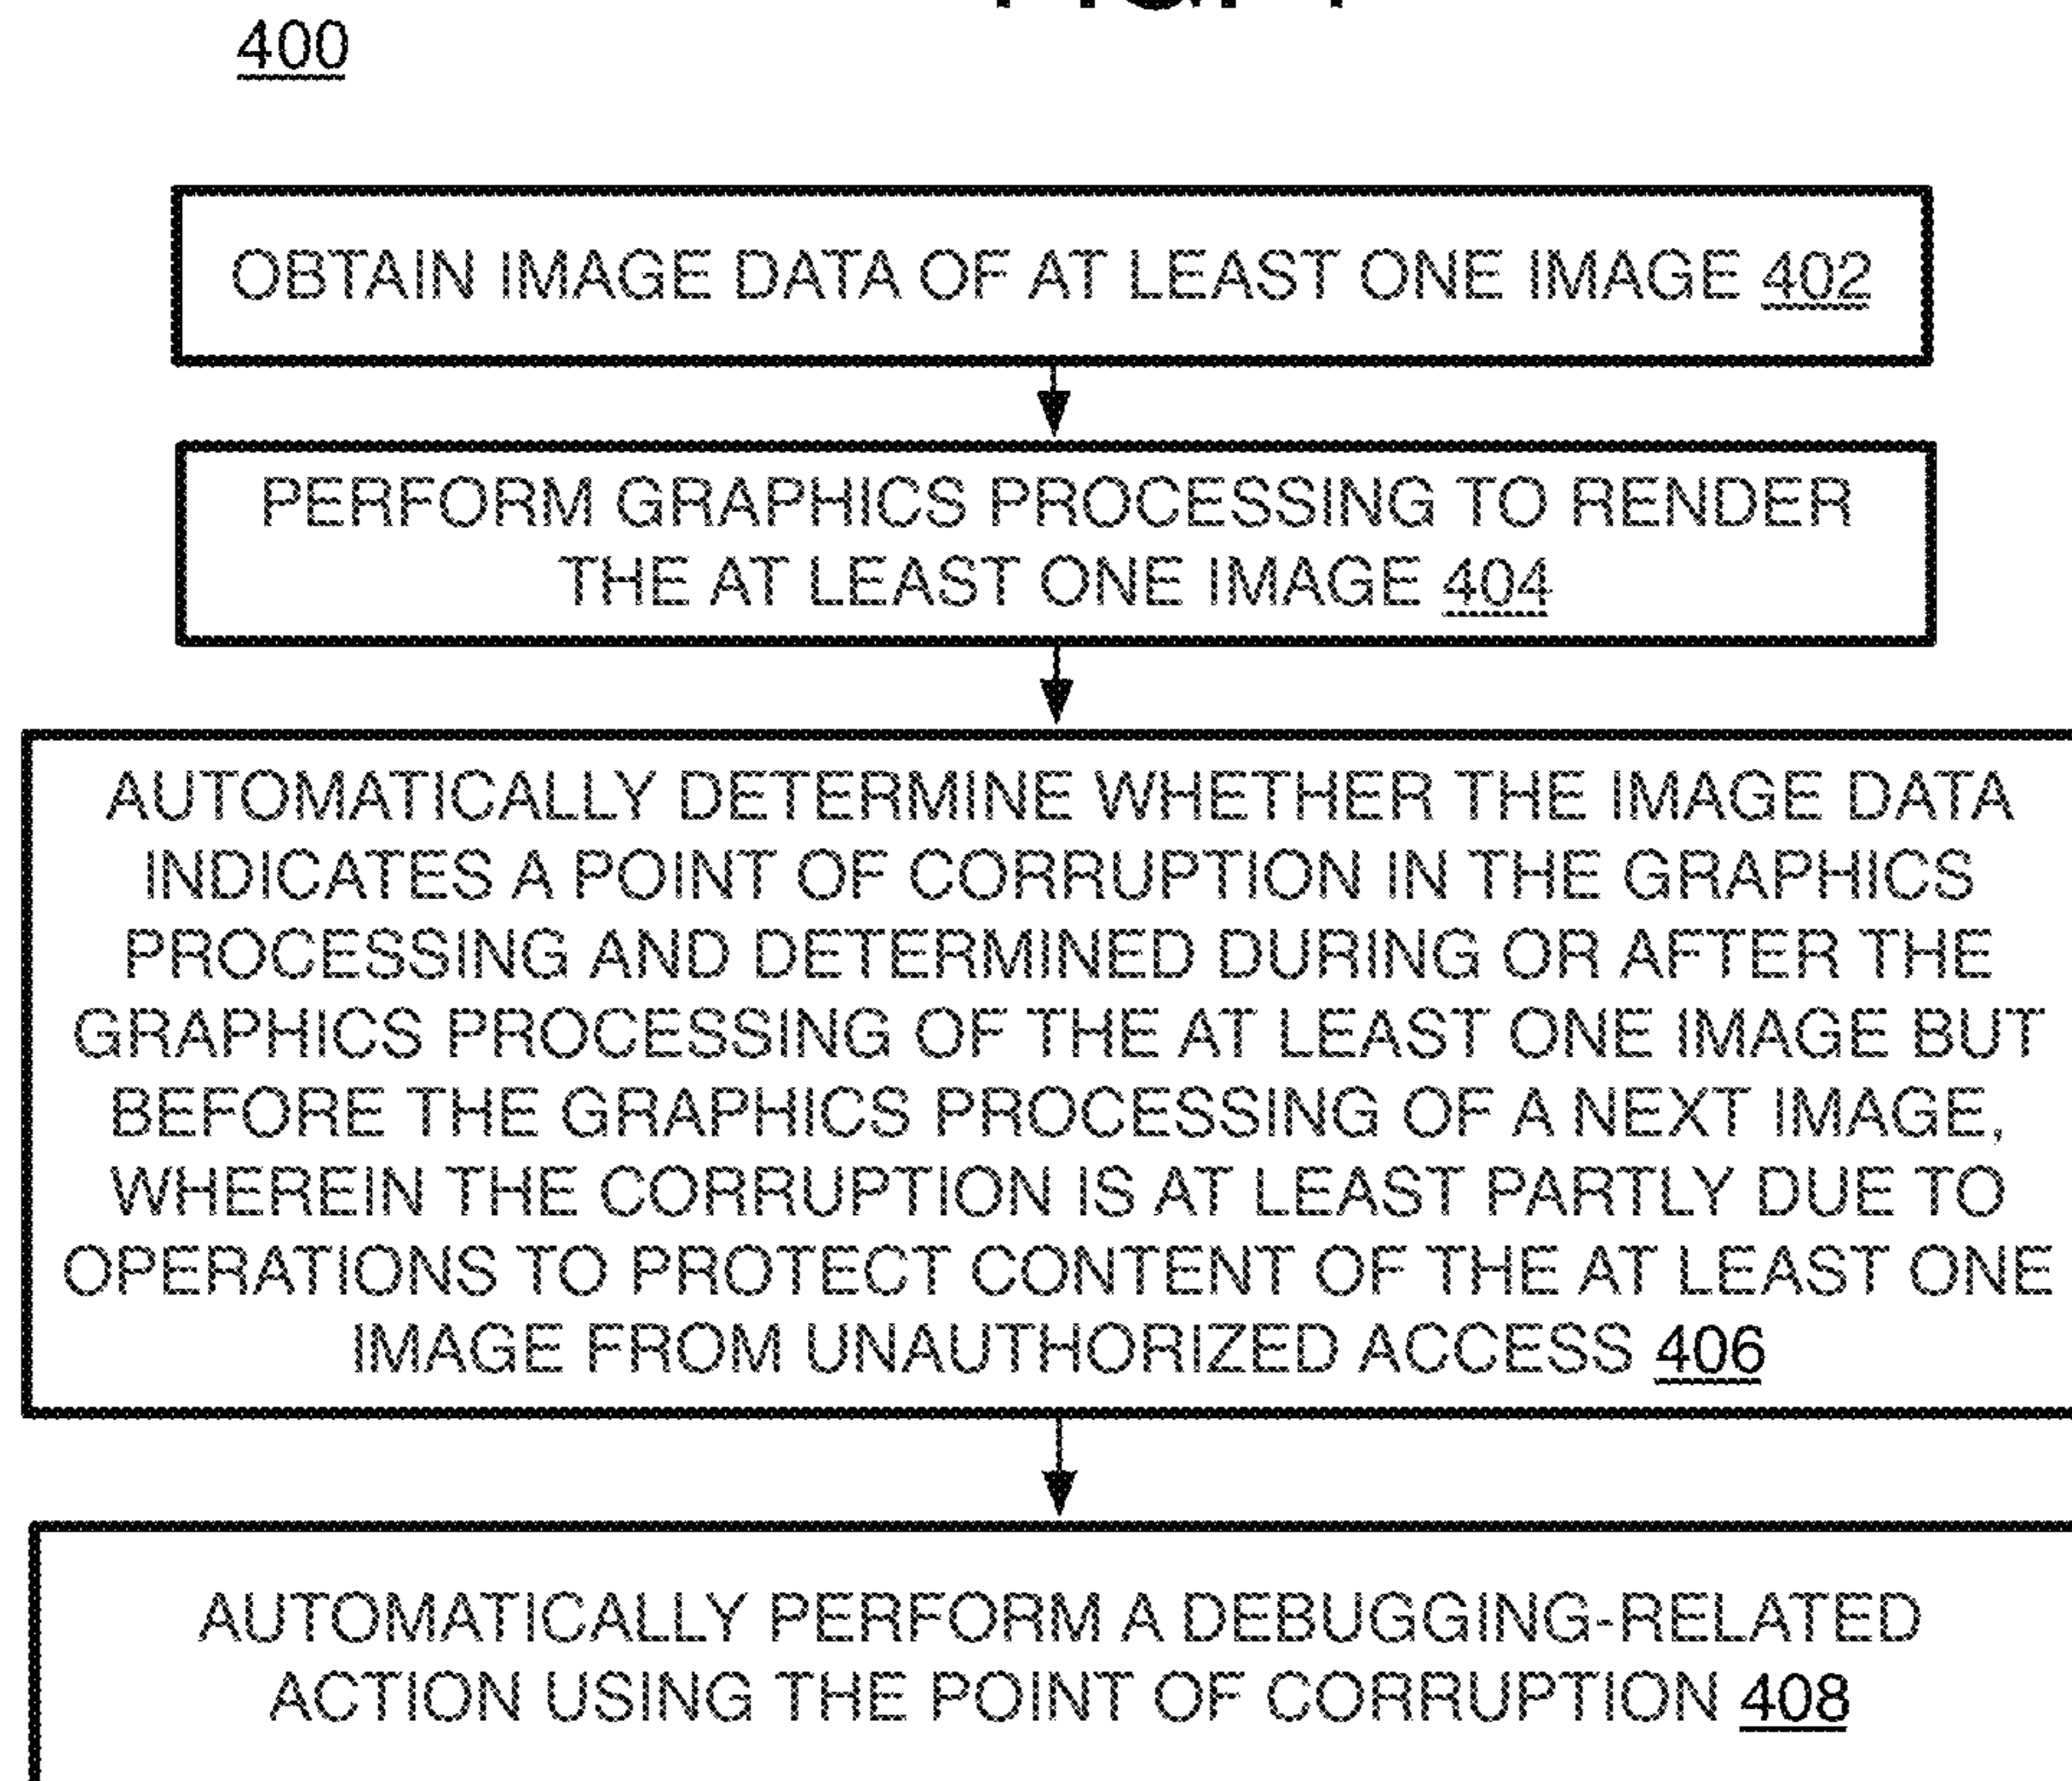 400
OBTAIN IMAGE DATA OF AT LEAST ONE IMAGE 402
PERFORM GRAPHICS PROCESSING TO RENDER
THE AT LEAST ONE IMAGE 404
AUTOMATICALLY DETERMINE WHETHER THE IMAGE DATA
INDICATES A POINT OF CORRUPTION IN THE GRAPHICS
PROCESSING AND DETERMINED DURING OR AFTER THE
GRAPHICS PROCESSING OF THE AT LEAST ONE IMAGE BUT
BEFORE THE GRAPHICS PROCESSING OF A NEXT IMAGE,
WHEREIN THE CORRUPTION IS AT LEAST PARTLY DUE TO
OPERATIONS TO PROTECT CONTENT OF THE AT LEAST ONE
IMAGE FROM UNAUTHORIZED ACCESS 406
AUTOMATICALLY PERFORM A DEBUGGING-RELATED
ACTION USING THE POINT OF CORRUPTION 408